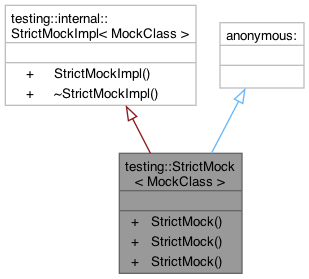 testing::internal::
StrictMockImpl< MockClass >
+ StrictMockImpl()
+ ~StrictMockImpl()
anonymous:
testing::StrictMock
< MockClass >
+ StrictMock()
+ StrictMock()
+ StrictMock()